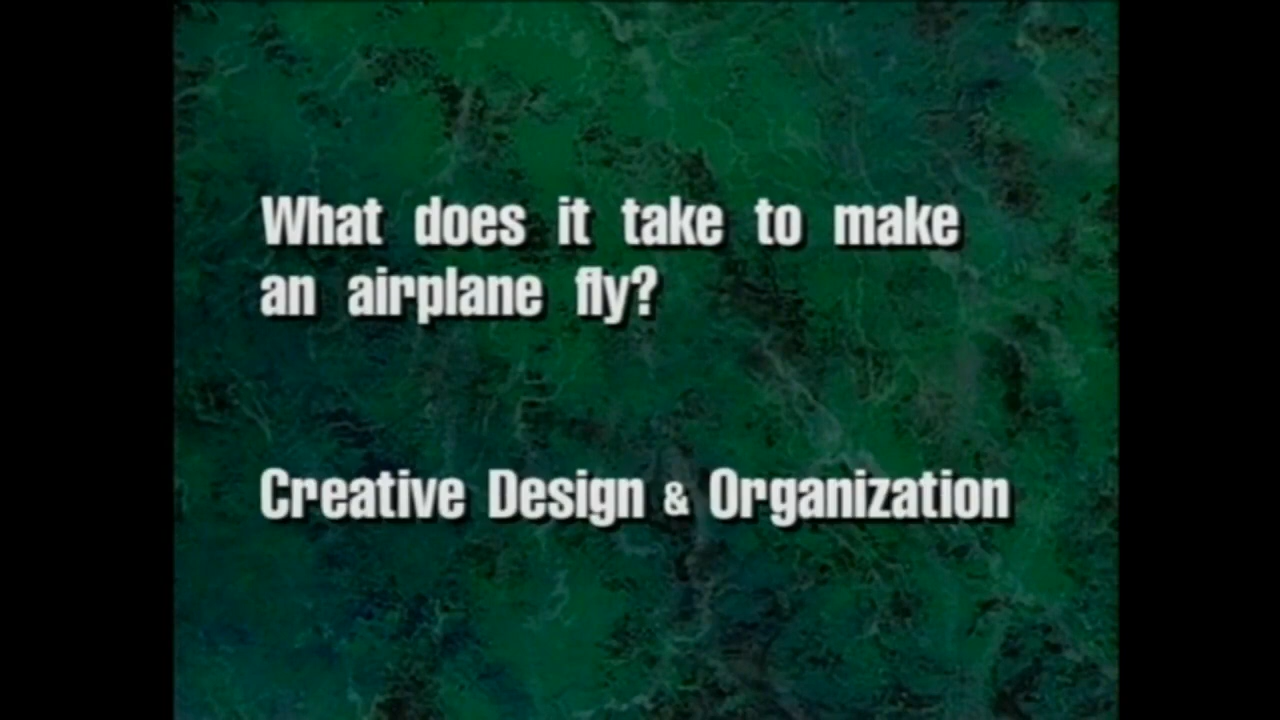 What does it take to make
an airplane fly?
Creative Design & Organization